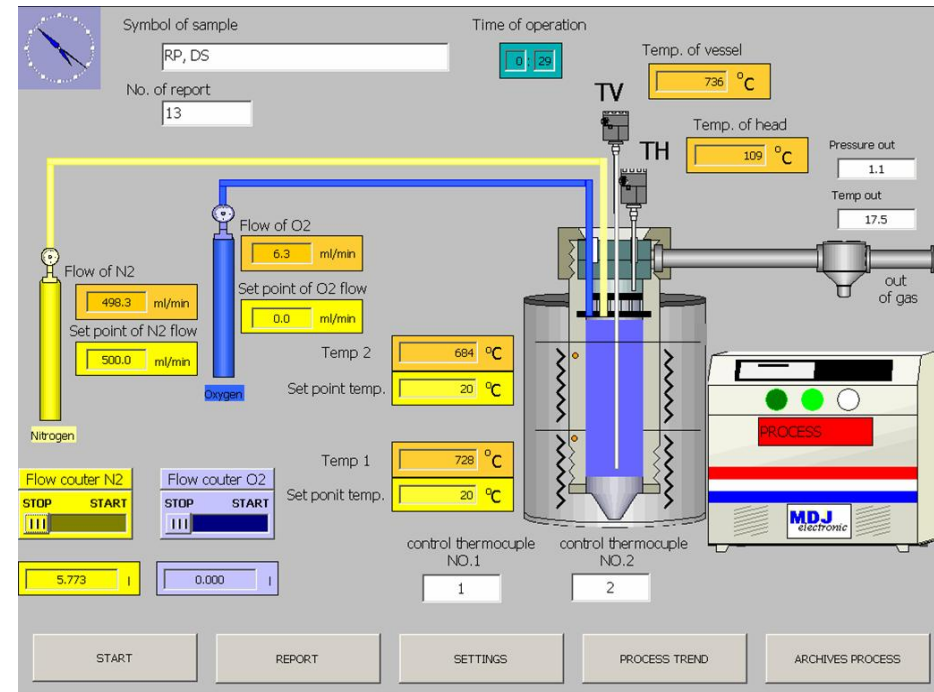 Symbol of sample
RP, DS
No. of report
13
Time of operation
0 : 29
Temp. of vessel
736 °C
TV
Temp. of head
109 °C
TH
Pressure out
1.1
Temp out
17.5
out
of gas
Flow of O2
6.3 ml/min
Set point of O2 flow
0.0 ml/min
Flow of N2
498.3 ml/min
Set point of N2 flow
500.0 ml/min
Oxygen
Nitrogen
Temp 2
684 °C
Set point temp.
20 °C
Temp 1
728 °C
Set ponit temp.
20 °C
PROCESS
MDJ
electronic
Flow couter N2
STOP START
5.773 l
Flow couter O2
STOP START
0.000 l
control thermocuple
NO.1
1
control thermocuple
NO.2
2
START
REPORT
SETTINGS
PROCESS TREND
ARCHIVES PROCESS